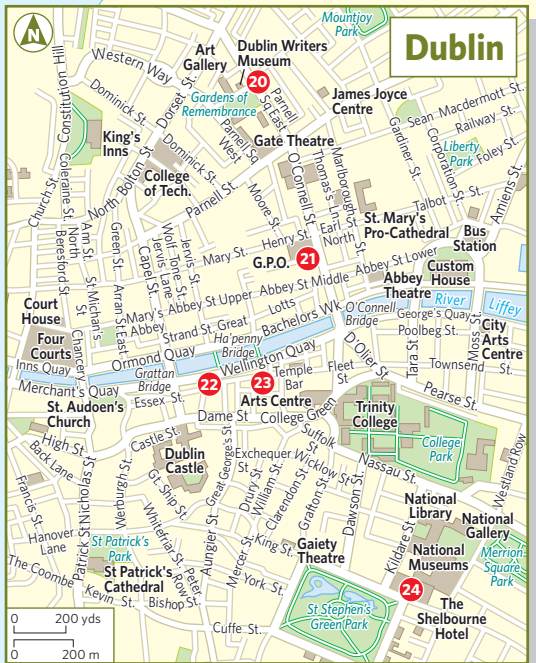 N
Dublin
Mountjoy
Park
Art
Gallery
Dublin Writers
Museum
20
Western Way
Constitution Hill
Dominick St.
Dorset St.
Gardens of
Remembrance
Parnell
Sq East
Parnell Sq
West
James Joyce
Centre
Sean Macdermott St.
Railway St.
Foley St.
Gardiner St.
Corporation St.
Liberty
Park
King's
Inns
Gate Theatre
Dominick St.
College
of Tech.
Coleraine St.
North Bolton St.
Parnell St.
Moore St.
O'Connell St.
Thomas's Ln.
Marlborough St.
Talbot St.
Amiens St.
Church St.
St. Mary's
Pro-Cathedral
Bus
Station
Beresford St.
North
Ann St.
Green St.
Capel St.
Wolf Tone St.
Jervis Lane
Jervis St.
Mary St.
Henry St.
Earl St.
North
G.P.O.
21
Abbey St Lower
Abbey St Middle
Abbey St Upper
Mary's
Abbey
Abbey
Theatre
Custom
House
St Michan's
Arran St East
Court
House
Four
Courts
Chancery
Strand St. Great
Lotts
Bachelors Wk
O'Connell
Bridge
River
Liffey
George's Quay
Poolbeg St.
Moss St.
City
Arts
Centre
Inns Quay
Ormond Quay
Ha'penny
Bridge
Wellington Quay
D'Olier St.
Tara St.
Townsend St.
Merchant's Quay
Grattan
Bridge
22
23
Temple
Bar
Fleet
St
Pearse St.
Essex St.
Arts Centre
St. Audoen's
Church
Dame St.
College Green
Trinity
College
College
Park
High St.
Back Lane
Castle St.
Dublin
Castle
Suffolk
St.
Exchequer
St.
Wicklow St.
Nassau St.
Westland Row
Francis St.
Nicholas St
Werburgh St.
Gt. Ship St.
Great George's St
Drury St.
William St.
Clarendon St.
Grafton St.
Dawson St.
National
Library
National
Gallery
Kildare St
National
Museums
Merrion
Square
Park
Hanover
Lane
Patrick St
St Patrick's
Park
Whitefriar St.
Aungier St.
Mercer St.
King St.
Gaiety
Theatre
The Coombe
St Patrick's
Cathedral
Peter
Row
York St.
Kevin St.
Bishop St.
24
St Stephen's
Green Park
The
Shelbourne
Hotel
Cuffe St.
0 200 yds
0 200 m